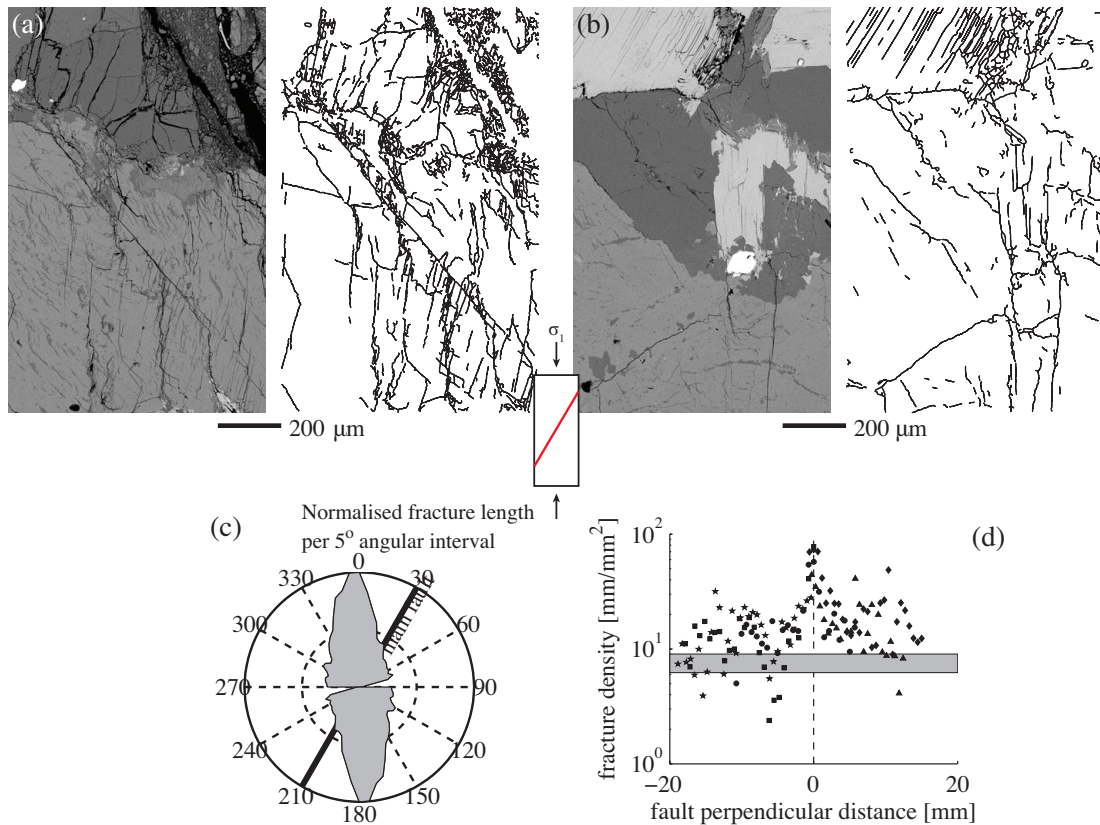 (a)
(b)
σ1
200 μm
200 μm
(c)
Normalised fracture length
per 5° angular interval
0
30
60
90
120
150
180
210
240
270
300
330
main fault
(d)
fracture density [mm/mm²]
10²
10¹
10⁰
−20
0
20
fault perpendicular distance [mm]